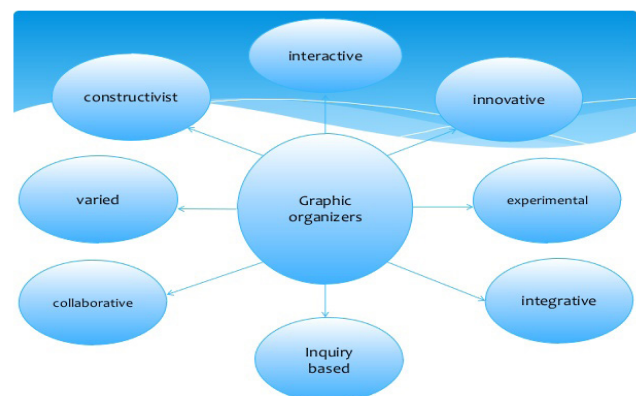 interactive
constructivist
innovative
varied
Graphic
organizers
experimental
collaborative
integrative
Inquiry
based